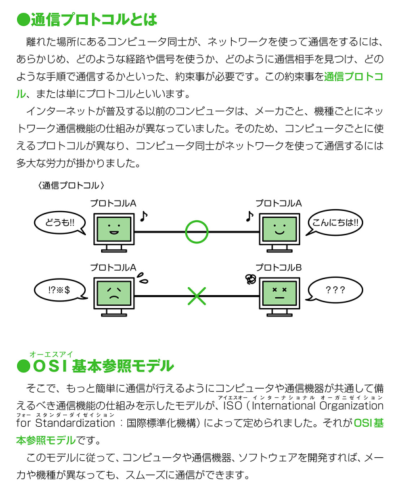 ●通信プロトコルとは
離れた場所にあるコンピュータ同士が、ネットワークを使って通信をするには、
あらかじめ、どのような経路や信号を使うか、どのように通信相手を見つけ、どの
ような手順で通信するかといった、約束事が必要です。この約束事を通信プロトコ
ル、または単にプロトコルといいます。
インターネットが普及する以前のコンピュータは、メーカごと、機種ごとにネッ
トワーク通信機能の仕組みが異なっていました。そのため、コンピュータごとに使
えるプロトコルが異なり、コンピュータ同士がネットワークを使って通信するには
多大な労力が掛かりました。
〈通信プロトコル〉
プロトコルA
プロトコルA
どうも!!
こんにちは!!
プロトコルA
プロトコルB
!?※$
???
オーエスアイ
●OSI基本参照モデル
そこで、もっと簡単に通信が行えるようにコンピュータや通信機器が共通して備
アイエスオー インターナショナル オーガニゼイション
えるべき通信機能の仕組みを示したモデルが、ISO(International Organization
フォー スタンダーダイゼイション
for Standardization:国際標準化機構)によって定められました。それがOSI基
本参照モデルです。
このモデルに従って、コンピュータや通信機器、ソフトウェアを開発すれば、メー
カや機種が異なっても、スムーズに通信ができます。